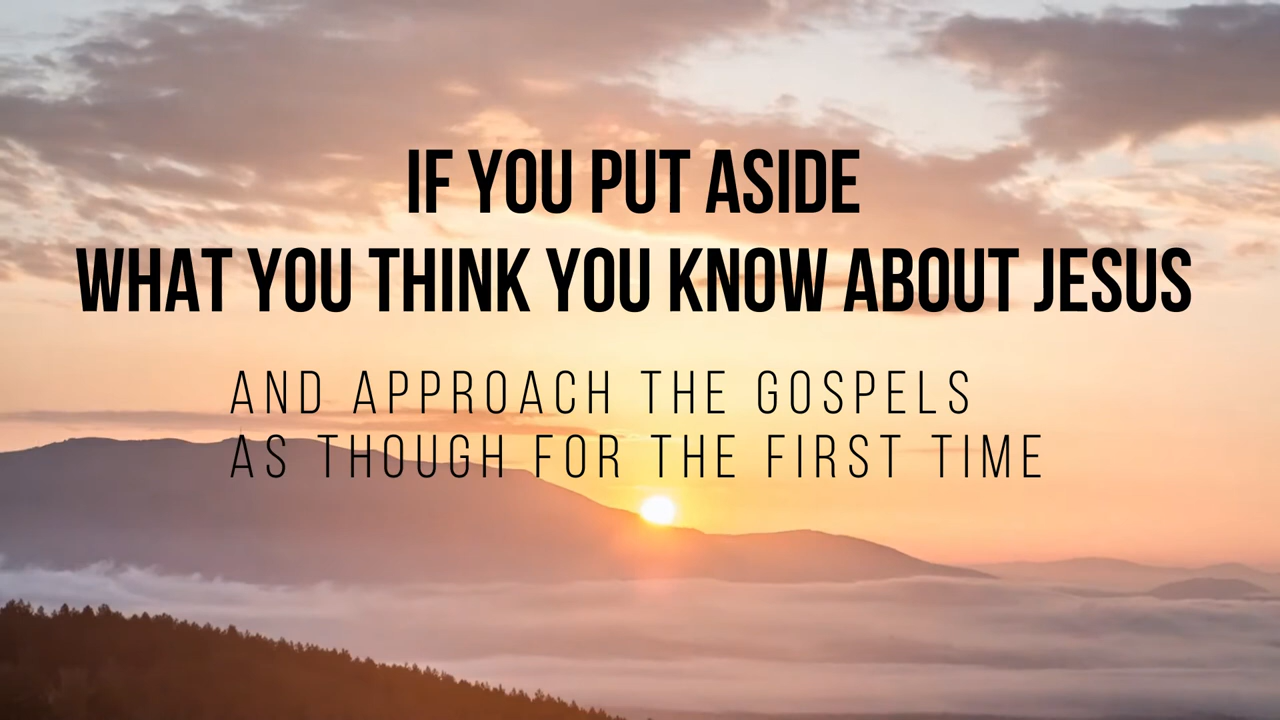 IF YOU PUT ASIDE
WHAT YOU THINK YOU KNOW ABOUT JESUS
AND APPROACH THE GOSPELS
AS THOUGH FOR THE FIRST TIME